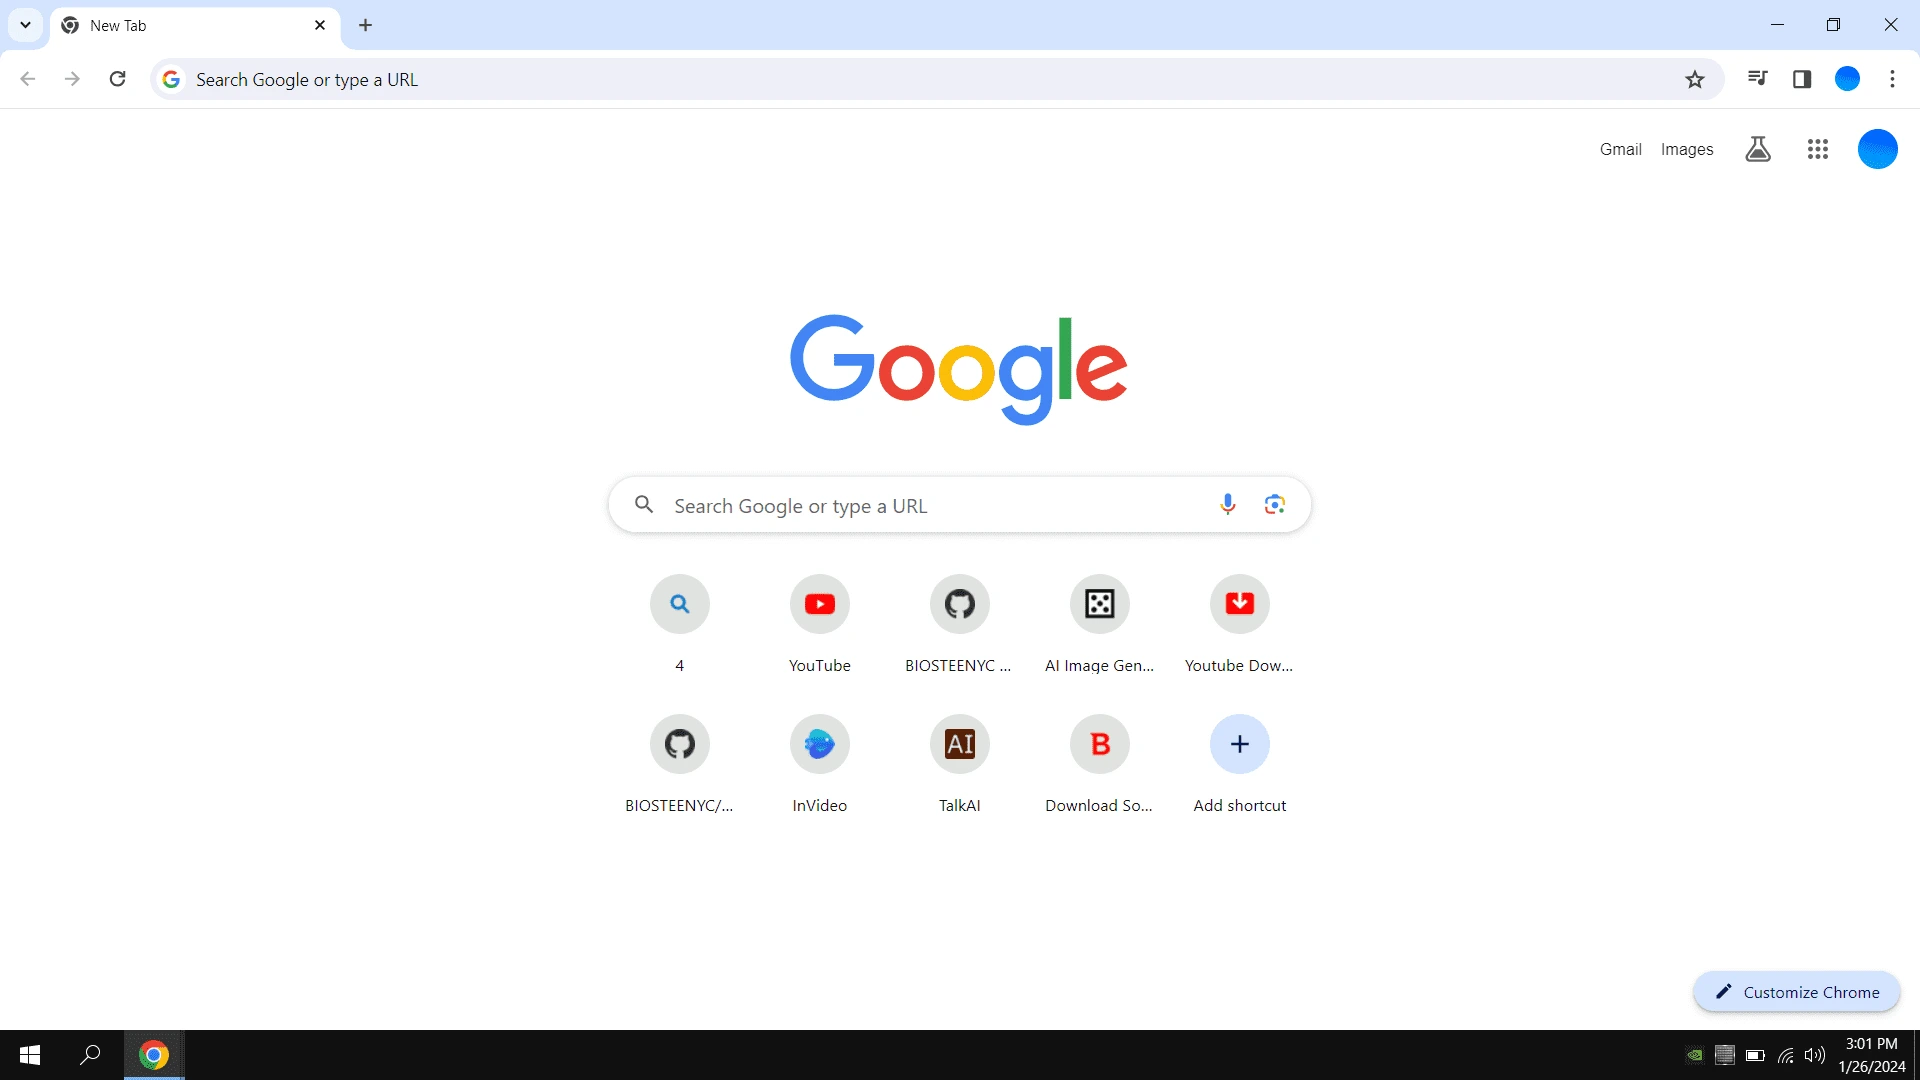 New Tab
Search Google or type a URL
Gmail Images
Google
Search Google or type a URL
4 YouTube BIOSTEENYC ... AI Image Gen... Youtube Dow...
AI B
BIOSTEENYC/... InVideo TalkAI Download So... Add shortcut
Customize Chrome
3:01 PM
1/26/2024